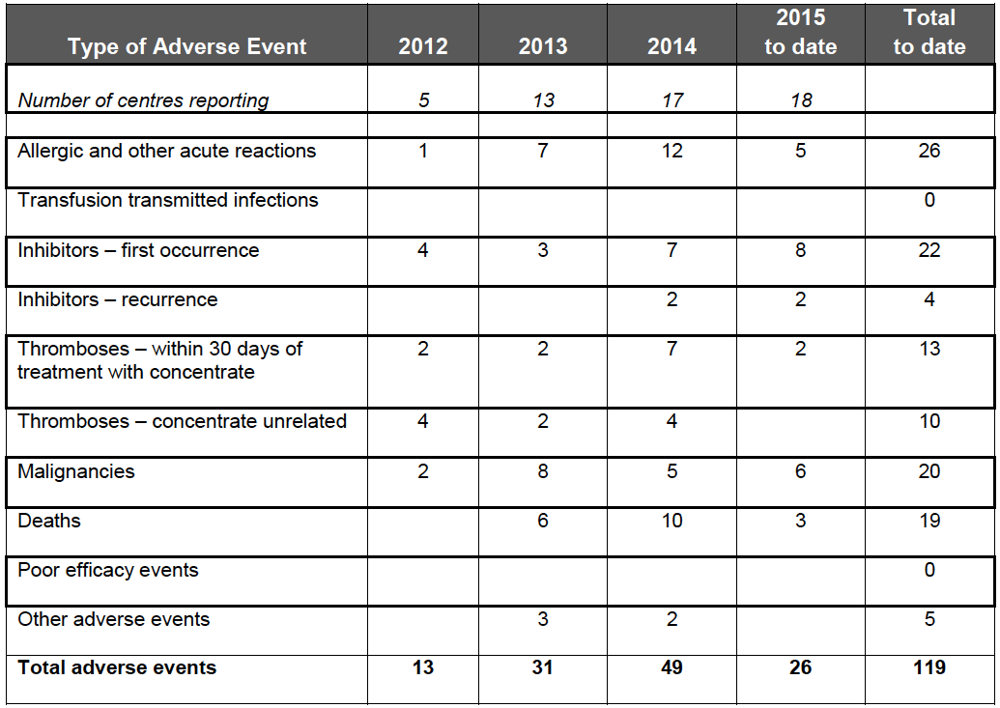 Type of Adverse Event 2012 2013 2014 2015 to date Total to date
Number of centres reporting 5 13 17 18
Allergic and other acute reactions 1 7 12 5 26
Transfusion transmitted infections 0
Inhibitors – first occurrence 4 3 7 8 22
Inhibitors – recurrence 2 2 4
Thromboses – within 30 days of 2 2 7 2 13
treatment with concentrate
Thromboses – concentrate unrelated 4 2 4 10
Malignancies 2 8 5 6 20
Deaths 6 10 3 19
Poor efficacy events 0
Other adverse events 3 2 5
Total adverse events 13 31 49 26 119